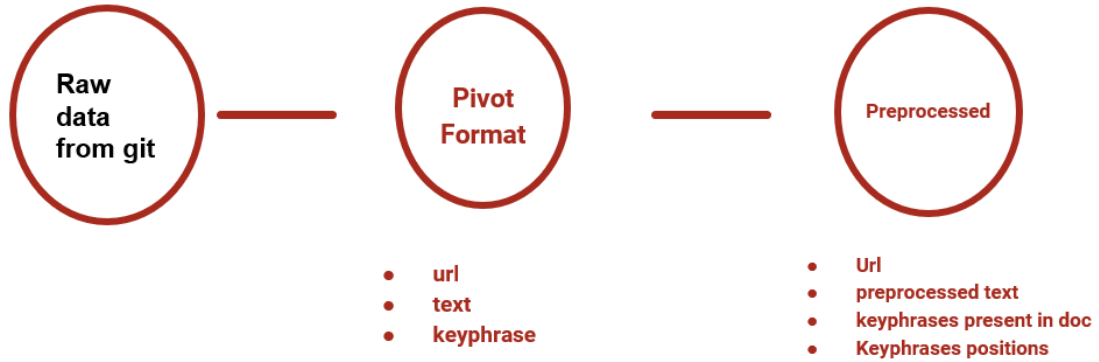 Raw
data
from git
Pivot
Format
Preprocessed
● url
● text
● keyphrase
● Url
● preprocessed text
● keyphrases present in doc
● Keyphrases positions